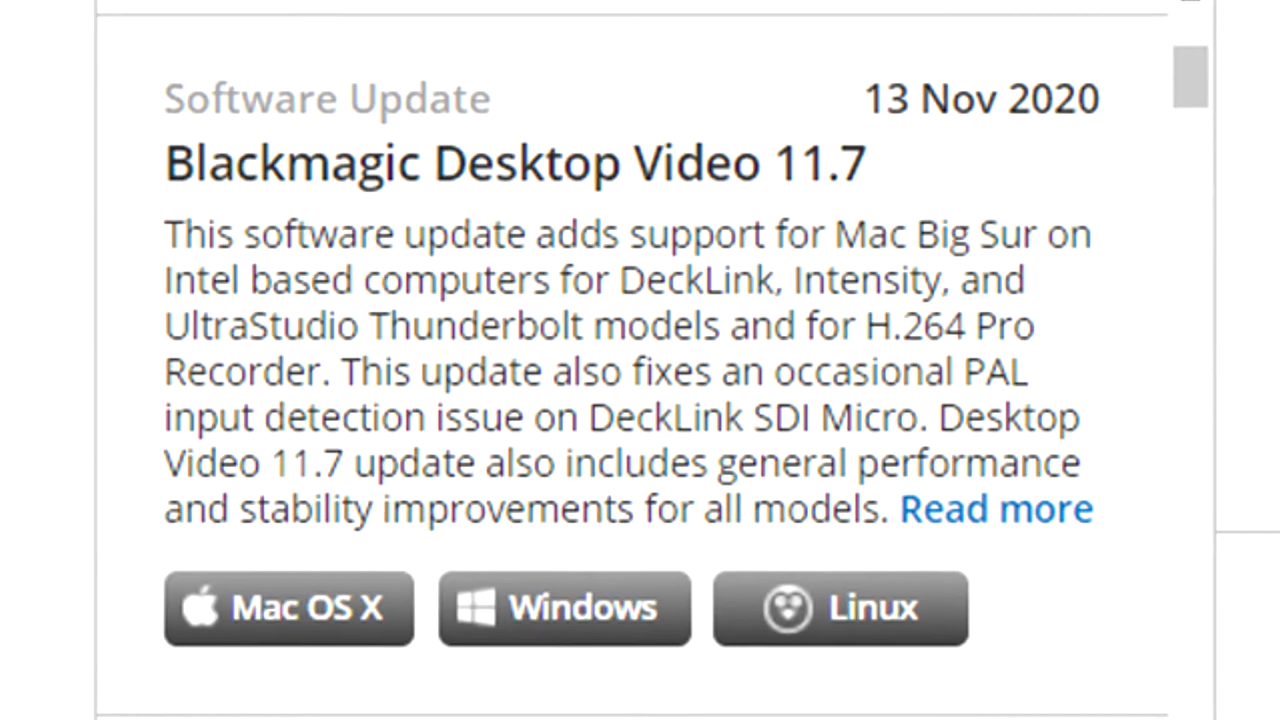 Software Update 13 Nov 2020
Blackmagic Desktop Video 11.7
This software update adds support for Mac Big Sur on
Intel based computers for DeckLink, Intensity, and
UltraStudio Thunderbolt models and for H.264 Pro
Recorder. This update also fixes an occasional PAL
input detection issue on DeckLink SDI Micro. Desktop
Video 11.7 update also includes general performance
and stability improvements for all models. Read more
Mac OS X Windows Linux